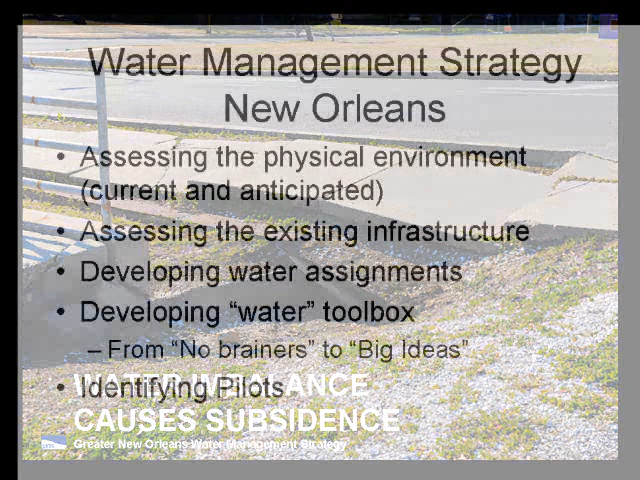 Water Management Strategy
New Orleans
• Assessing the physical environment
(current and anticipated)
• Assessing the existing infrastructure
• Developing water assignments
• Developing “water” toolbox
– From “No brainers” to “Big Ideas”
• Identifying Pilots
WATER IMBALANCE
CAUSES SUBSIDENCE
Greater New Orleans Water Management Strategy